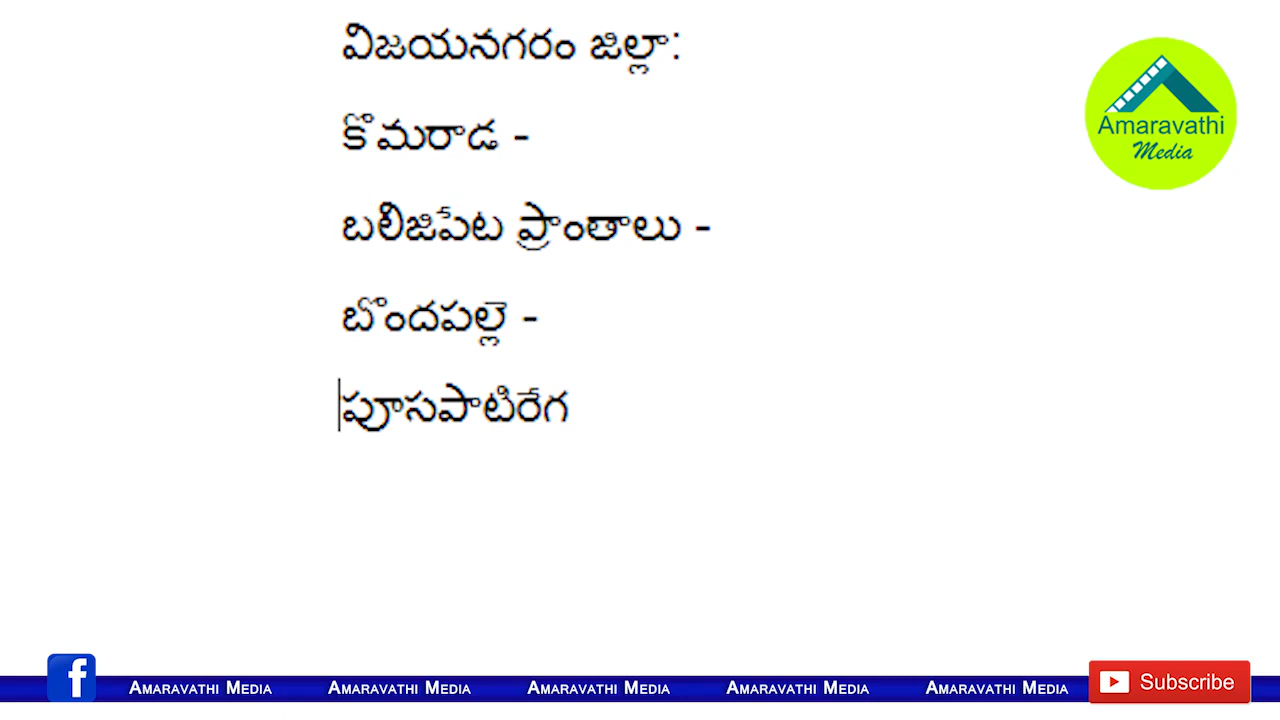 విజయనగరం జిల్లా:
కొమరాడ -
బలిజిపేట ప్రాంతాలు -
బొందపల్లె -
పూసపాటిరేగ
Amaravathi
Media
f Amaravathi Media Amaravathi Media Amaravathi Media Amaravathi Media Amaravathi Media Subscribe